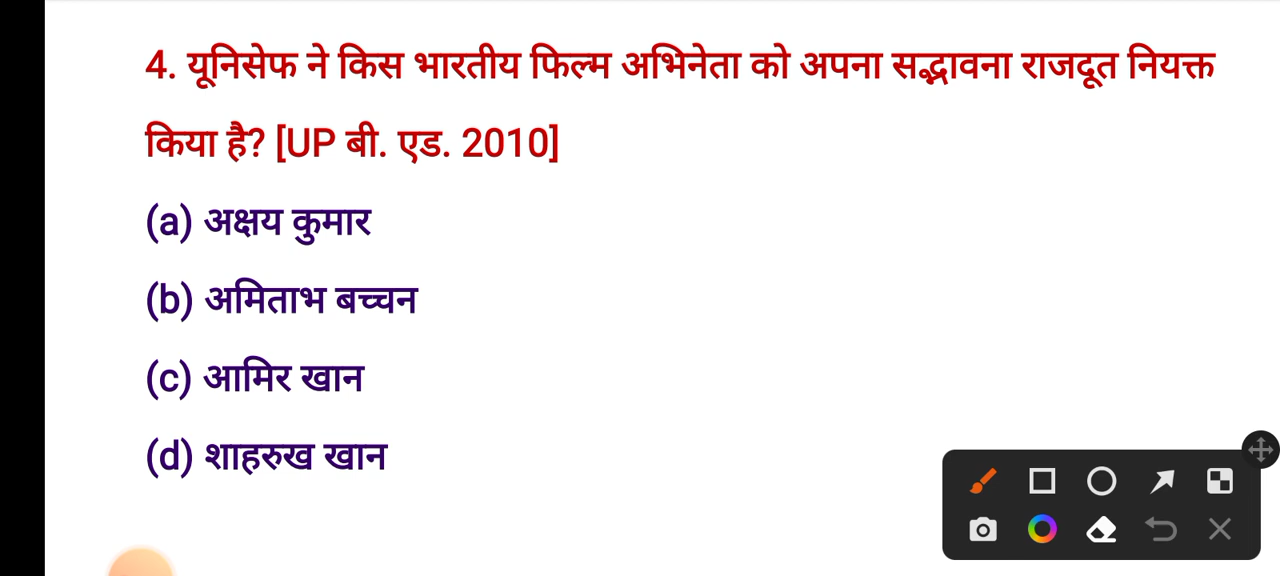 4. यूनिसेफ ने किस भारतीय फिल्म अभिनेता को अपना सद्भावना राजदूत नियक्त
किया है? [UP बी. एड. 2010]
(a) अक्षय कुमार
(b) अमिताभ बच्चन
(c) आमिर खान
(d) शाहरुख खान